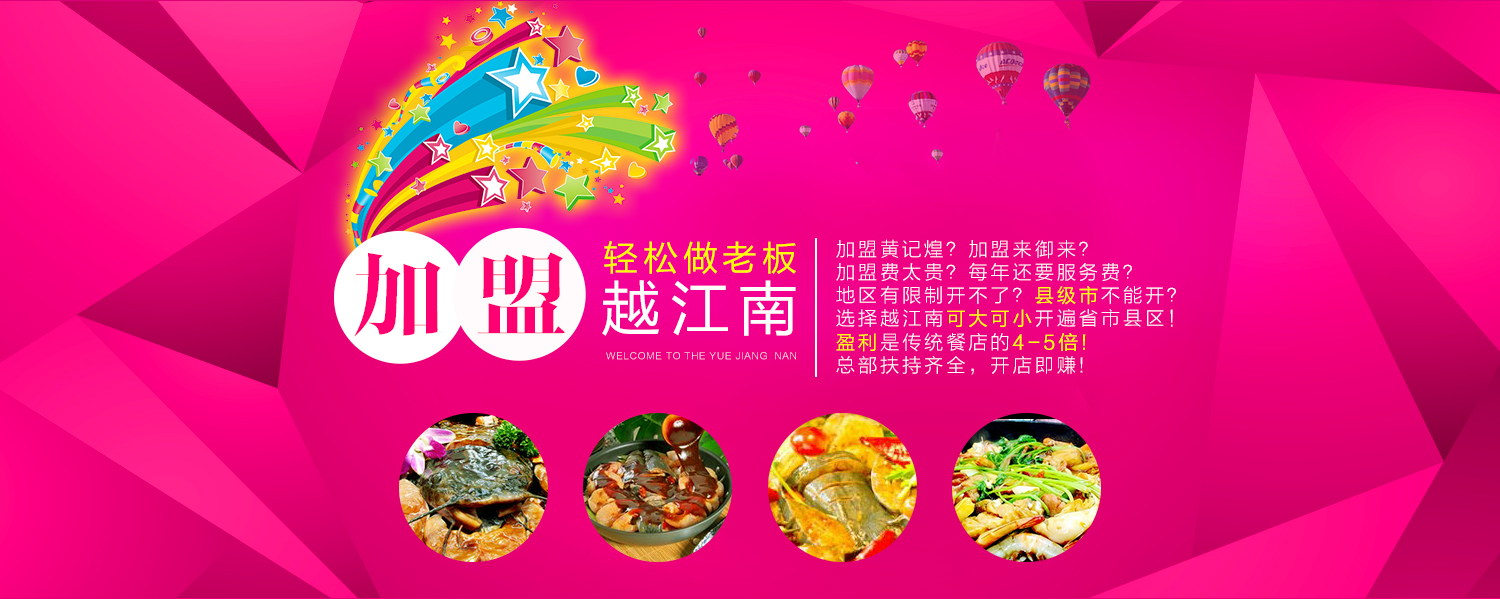 加盟
轻松做老板
越江南
WELCOME TO THE YUE JIANG NAN
加盟黄记煌？加盟来御来？
加盟费太贵？每年还要服务费？
地区有限制开不了？县级市不能开？
选择越江南可大可小开遍省市县区！
盈利是传统餐店的4-5倍！
总部扶持齐全，开店即赚！